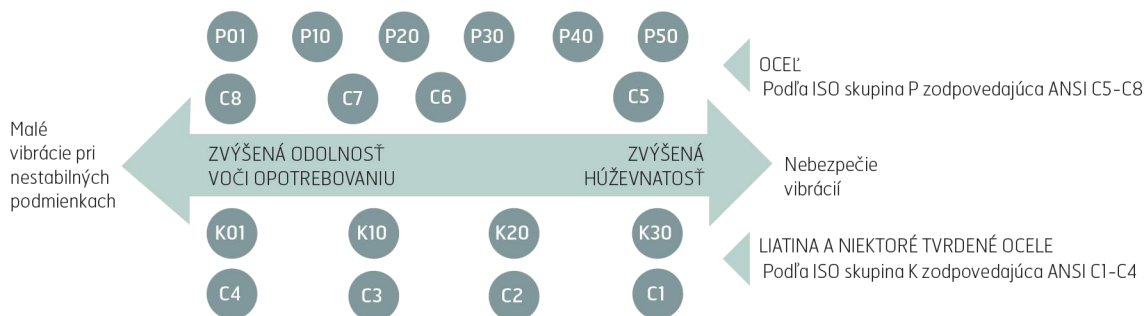 P01 P10 P20 P30 P40 P50
OCEĽ
Podľa ISO skupina P zodpovedajúca ANSI C5-C8
C8 C7 C6 C5
Malé
vibrácie pri
nestabilných
podmienkach
ZVÝŠENÁ ODOLNOSŤ
VOČI OPOTREBOVANIU
ZVÝŠENÁ
HÚŽEVNATOSŤ
Nebezpečie
vibrácií
K01 K10 K20 K30
LIATINA A NIEKTORÉ TVRDENÉ OCELE
Podľa ISO skupina K zodpovedajúca ANSI C1-C4
C4 C3 C2 C1